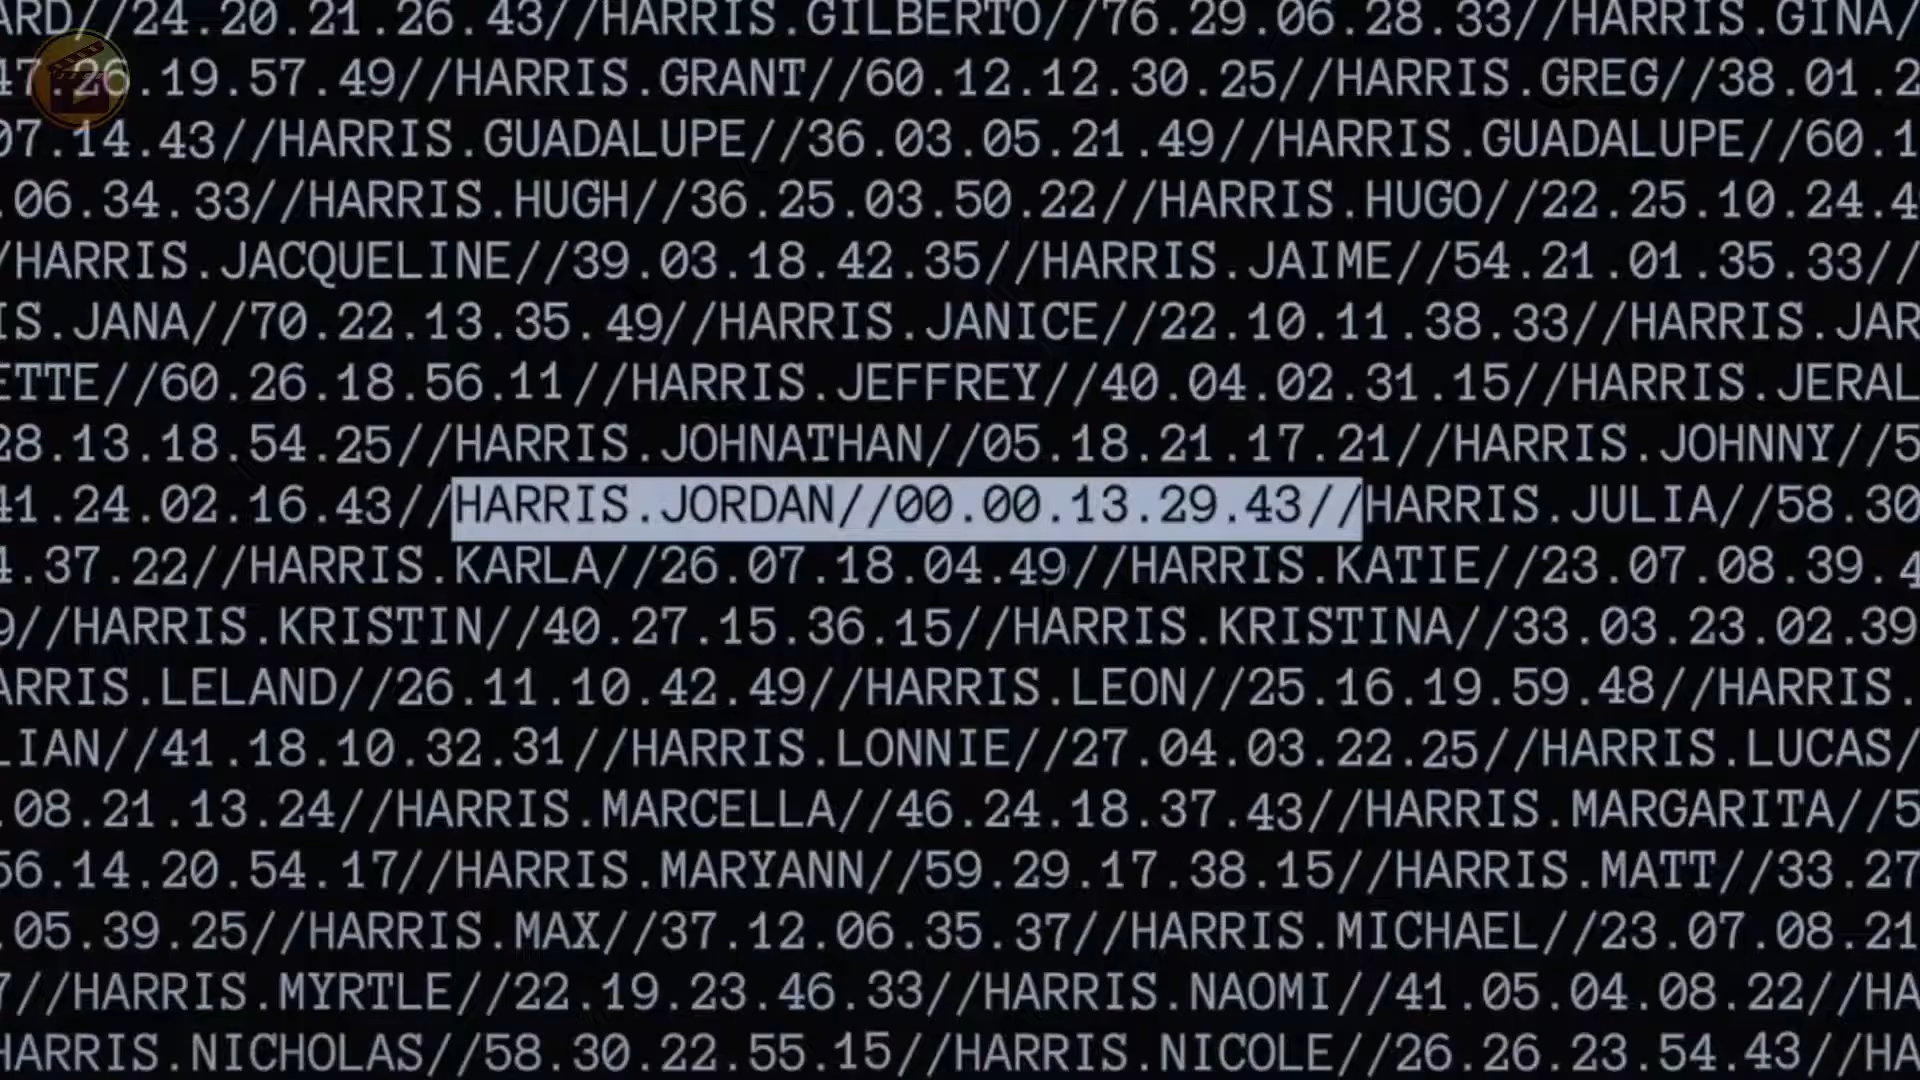 ARD//24.20.21.26.43//HARRIS.GILBERTO//76.29.06.28.33//HARRIS.GINA/
47.26.19.57.49//HARRIS.GRANT//60.12.12.30.25//HARRIS.GREG//38.01.2
07.14.43//HARRIS.GUADALUPE//36.03.05.21.49//HARRIS.GUADALUPE//60.1
.06.34.33//HARRIS.HUGH//36.25.03.50.22//HARRIS.HUGO//22.25.10.24.4
/HARRIS.JACQUELINE//39.03.18.42.35//HARRIS.JAIME//54.21.01.35.33//
IS.JANA//70.22.13.35.49//HARRIS.JANICE//22.10.11.38.33//HARRIS.JAR
ETTE//60.26.18.56.11//HARRIS.JEFFREY//40.04.02.31.15//HARRIS.JERAL
28.13.18.54.25//HARRIS.JOHNATHAN//05.18.21.17.21//HARRIS.JOHNNY//5
41.24.02.16.43//HARRIS.JORDAN//00.00.13.29.43//HARRIS.JULIA//58.30
4.37.22//HARRIS.KARLA//26.07.18.04.49//HARRIS.KATIE//23.07.08.39.4
9//HARRIS.KRISTIN//40.27.15.36.15//HARRIS.KRISTINA//33.03.23.02.39
ARRIS.LELAND//26.11.10.42.49//HARRIS.LEON//25.16.19.59.48//HARRIS.
LIAN//41.18.10.32.31//HARRIS.LONNIE//27.04.03.22.25//HARRIS.LUCAS/
.08.21.13.24//HARRIS.MARCELLA//46.24.18.37.43//HARRIS.MARGARITA//5
56.14.20.54.17//HARRIS.MARYANN//59.29.17.38.15//HARRIS.MATT//33.27
.05.39.25//HARRIS.MAX//37.12.06.35.37//HARRIS.MICHAEL//23.07.08.21
7//HARRIS.MYRTLE//22.19.23.46.33//HARRIS.NAOMI//41.05.04.08.22//HA
HARRIS.NICHOLAS//58.30.22.55.15//HARRIS.NICOLE//26.26.23.54.43//HA